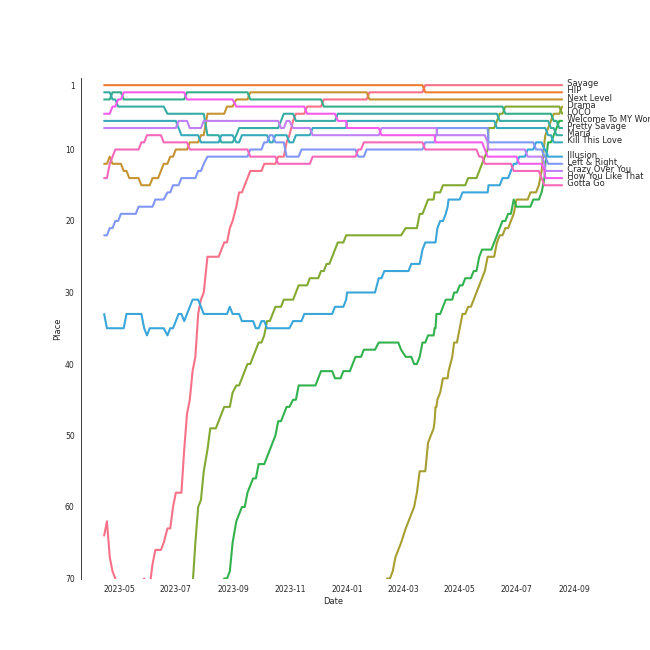 1
10
20
30
40
50
60
70
Place
2023-05
2023-07
2023-09
2023-11
2024-01
2024-03
2024-05
2024-07
2024-09
Date
Savage
HIP
Next Level
Drama
LOCO
Welcome To MY Wor
Pretty Savage
Maria
Kill This Love
Illusion
Left & Right
Crazy Over You
How You Like That
Gotta Go